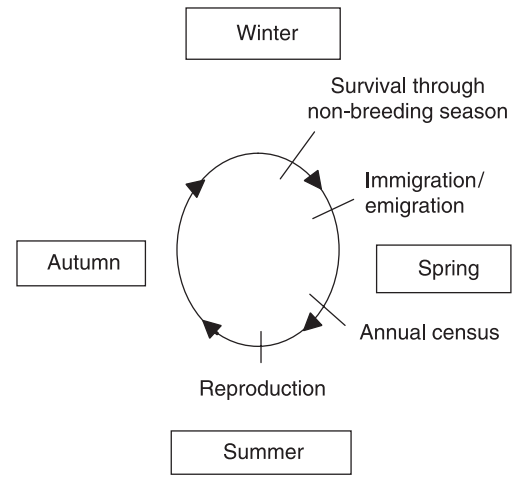 Winter
Survival through
non-breeding season
Immigration/
emigration
Autumn
Spring
Annual census
Reproduction
Summer